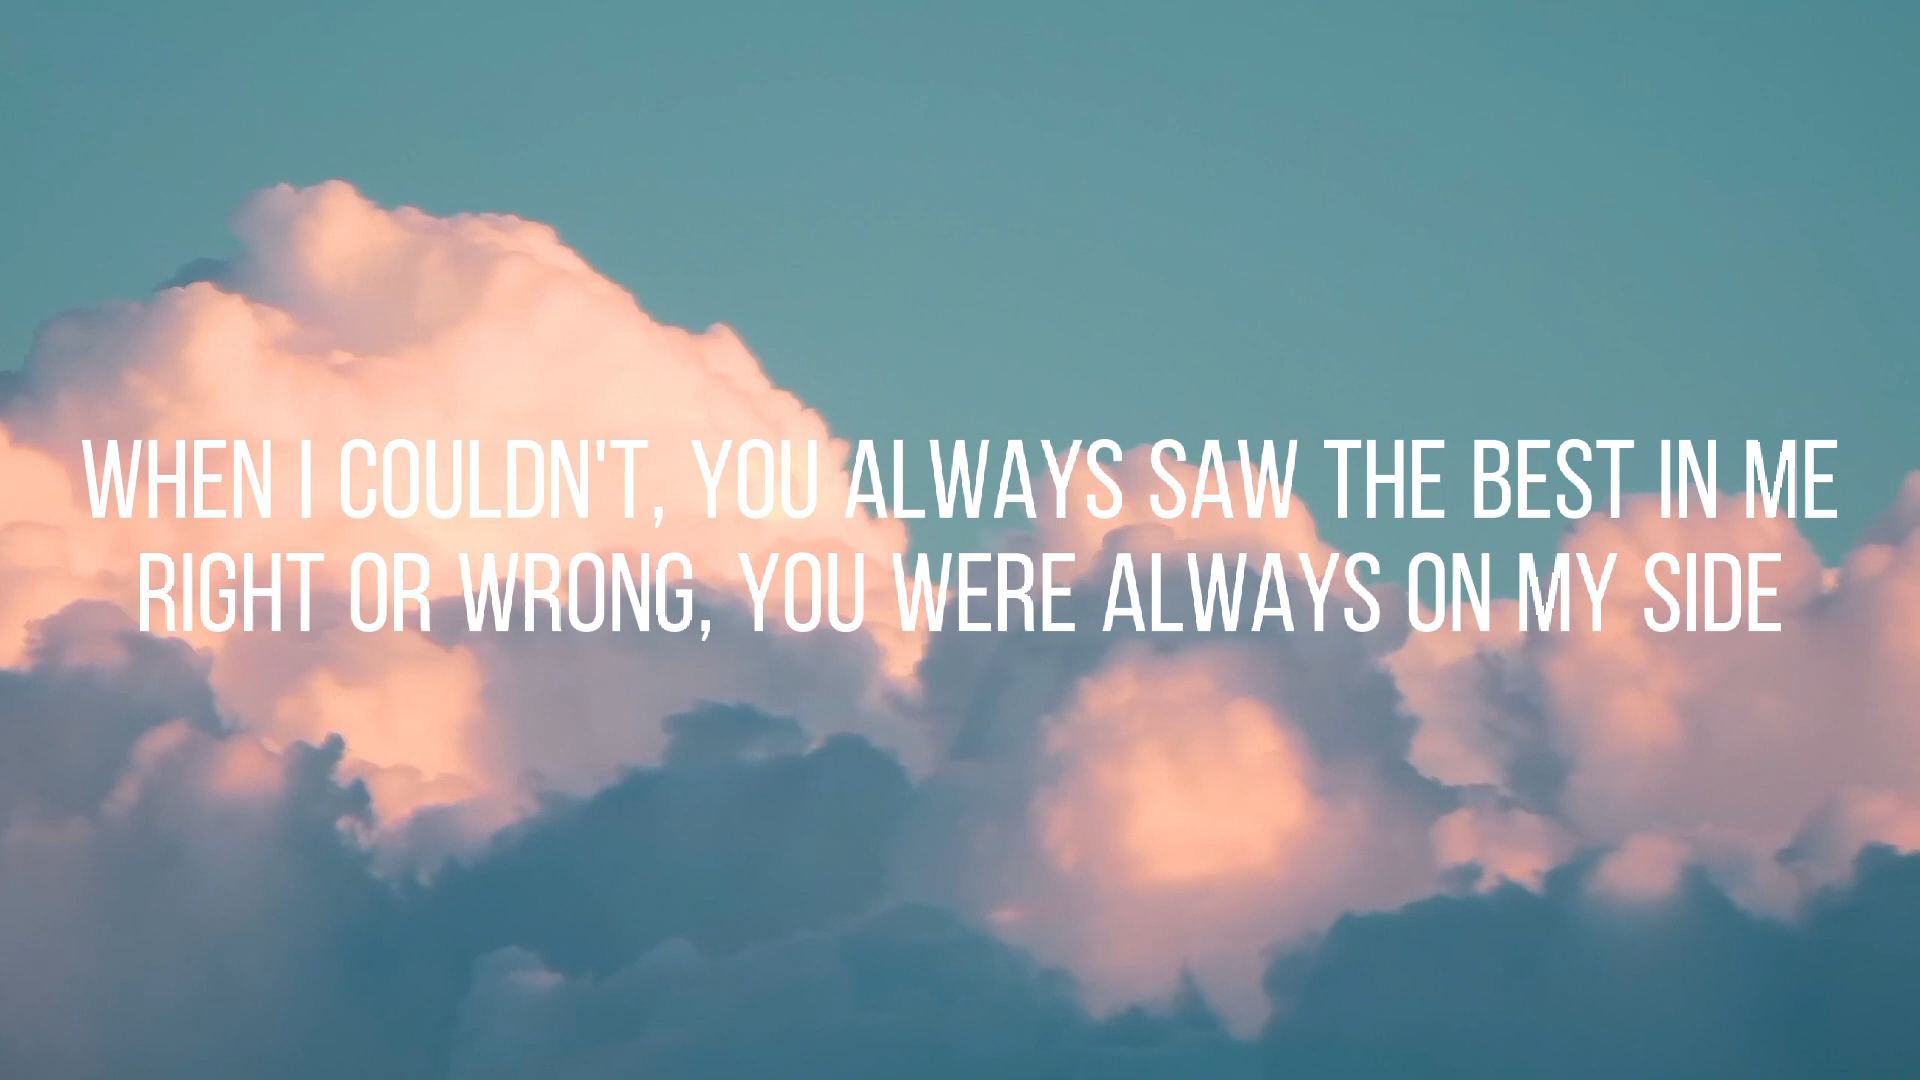 WHEN I COULDN'T, YOU ALWAYS SAW THE BEST IN ME
RIGHT OR WRONG, YOU WERE ALWAYS ON MY SIDE